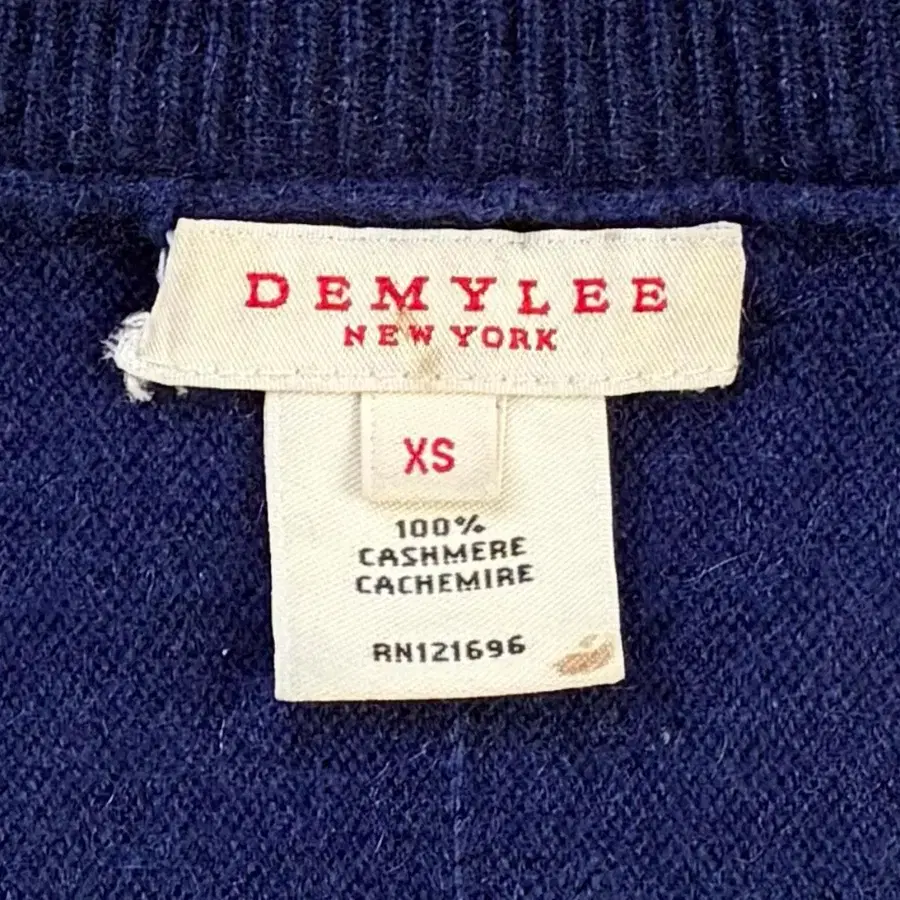 DEMYLEE
NEW YORK
XS
100%
CASHMERE
CACHEMIRE
RN121696